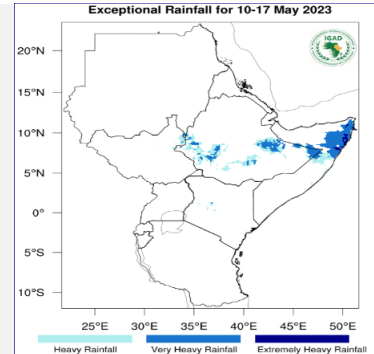 Exceptional Rainfall for 10-17 May 2023
IGAD
20°N
15°N
10°N
5°N
0°
5°S
10°S
25°E 30°E 35°E 40°E 45°E 50°E
Heavy Rainfall Very Heavy Rainfall Extremely Heavy Rainfall